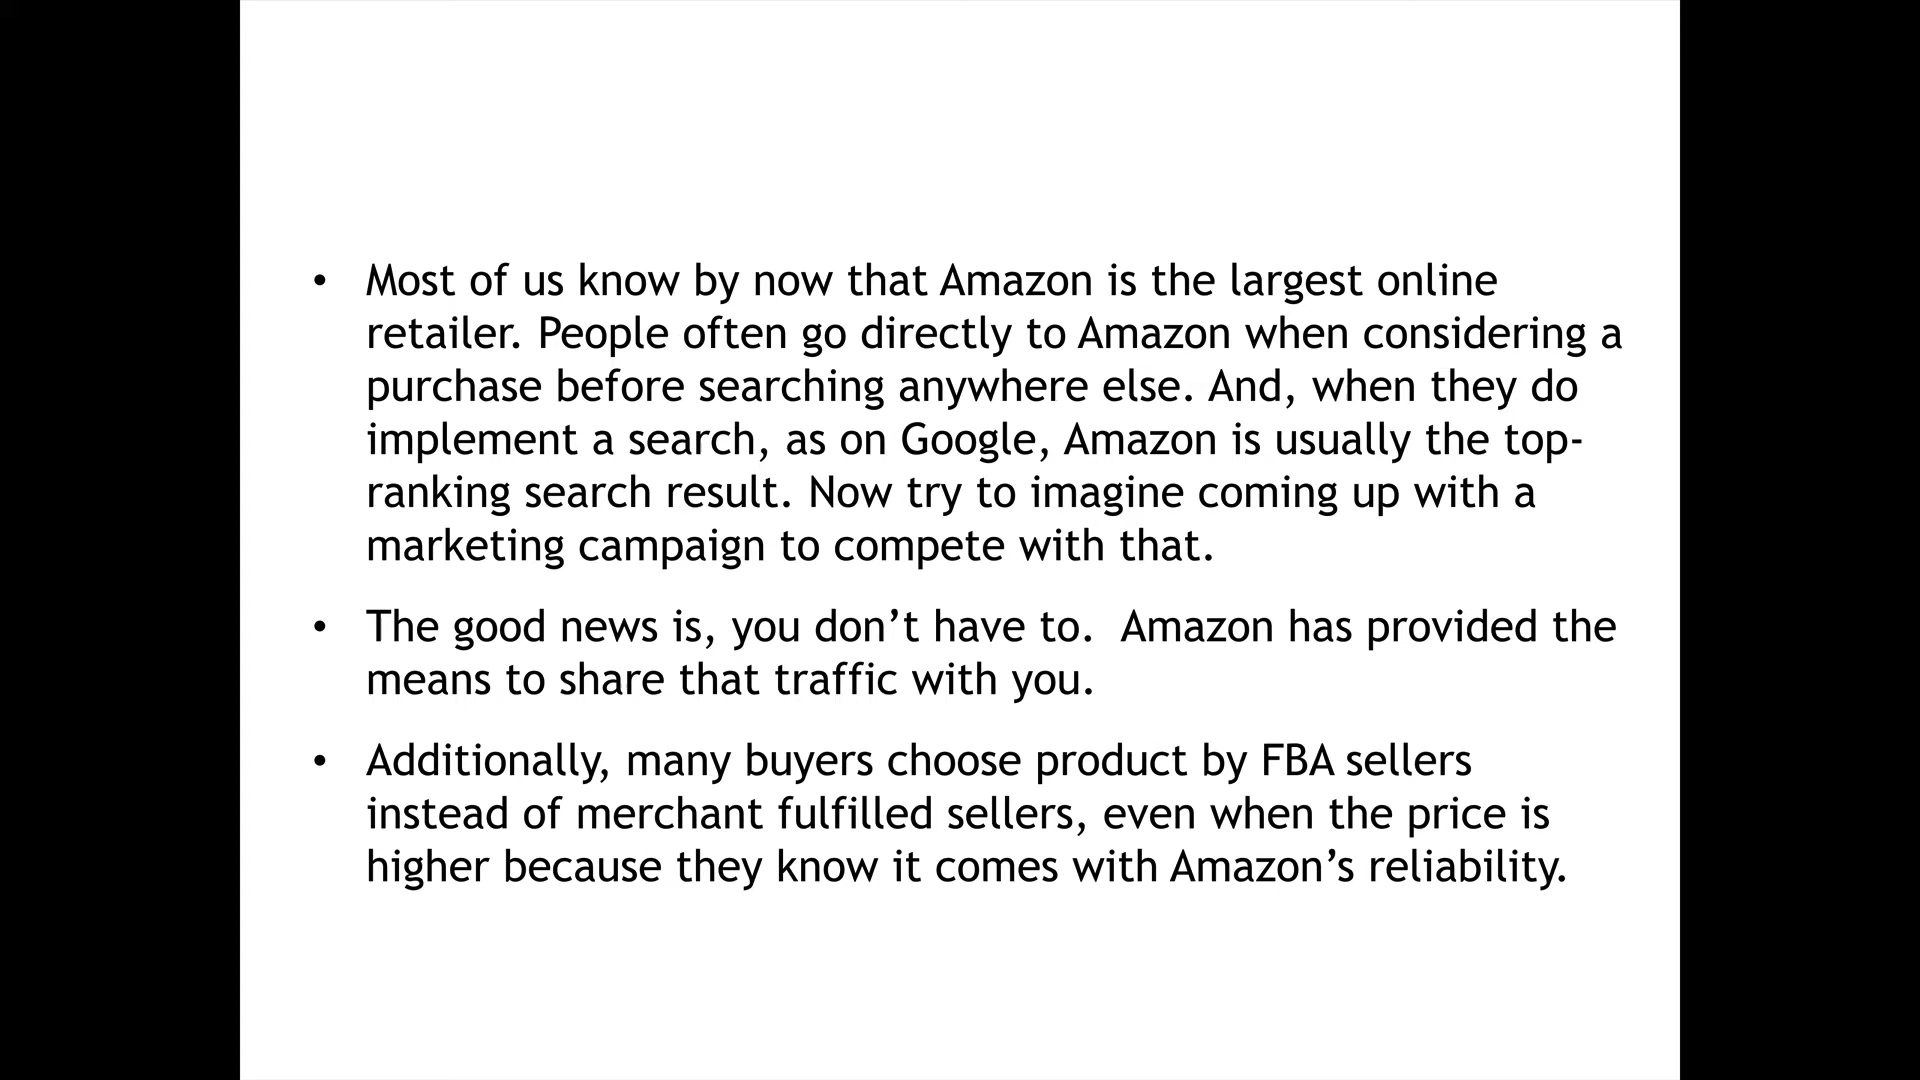 • Most of us know by now that Amazon is the largest online
retailer. People often go directly to Amazon when considering a
purchase before searching anywhere else. And, when they do
implement a search, as on Google, Amazon is usually the top-
ranking search result. Now try to imagine coming up with a
marketing campaign to compete with that.
• The good news is, you don’t have to.  Amazon has provided the
means to share that traffic with you.
• Additionally, many buyers choose product by FBA sellers
instead of merchant fulfilled sellers, even when the price is
higher because they know it comes with Amazon’s reliability.